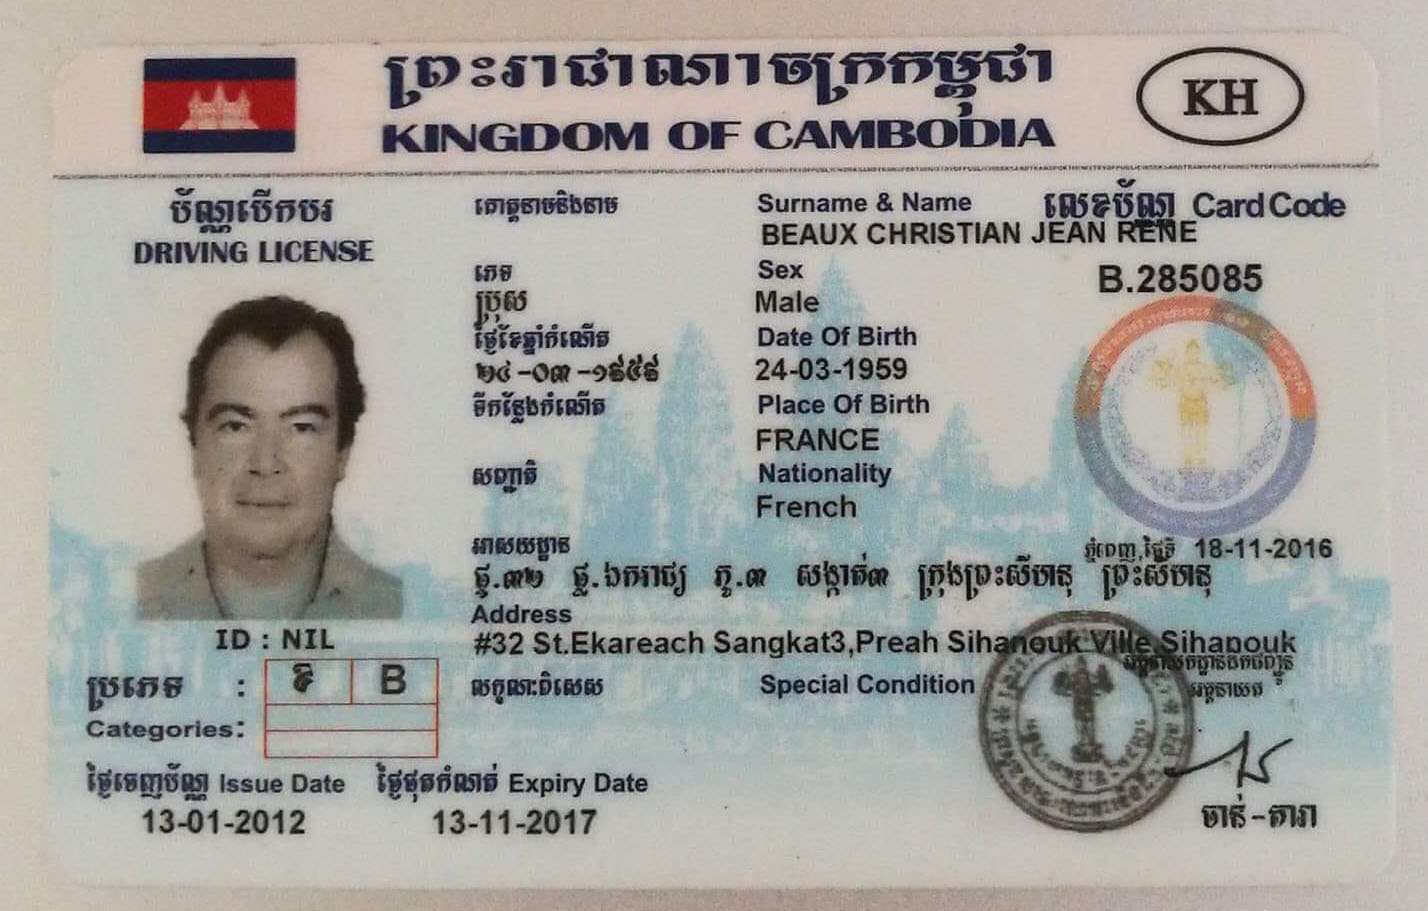 ព្រះរាជាណាចក្រកម្ពុជា
KINGDOM OF CAMBODIA
KH
ប័ណ្ណបើកបរ
DRIVING LICENSE
គោត្តនាមនិងនាម
Surname & Name
លេខប័ណ្ណ Card Code
BEAUX CHRISTIAN JEAN RENE
B.285085
ភេទ
Sex
ប្រុស
Male
ថ្ងៃខែឆ្នាំកំណើត
Date Of Birth
២៤-០៣-១៩៥៩
24-03-1959
ទីកន្លែងកំណើត
Place Of Birth
FRANCE
សញ្ជាតិ
Nationality
French
អាសយដ្ឋាន
ភ្នំពេញ,ថ្ងៃទី 18-11-2016
ផ្ទ.៣២ ផ្ល.ឯករាជ្យ ភូ.៣ សង្កាត់៣ ក្រុងព្រះសីហនុ ព្រះសីហនុ
Address
#32 St.Ekareach Sangkat3,Preah Sihanouk Ville,Sihanouk
ID : NIL
ប្រភេទ : ខ B
Categories:
លក្ខណៈពិសេស
Special Condition
ថ្ងៃចេញប័ណ្ណ Issue Date
ថ្ងៃផុតកំណត់ Expiry Date
13-01-2012
13-11-2017
ចាន់-តារា